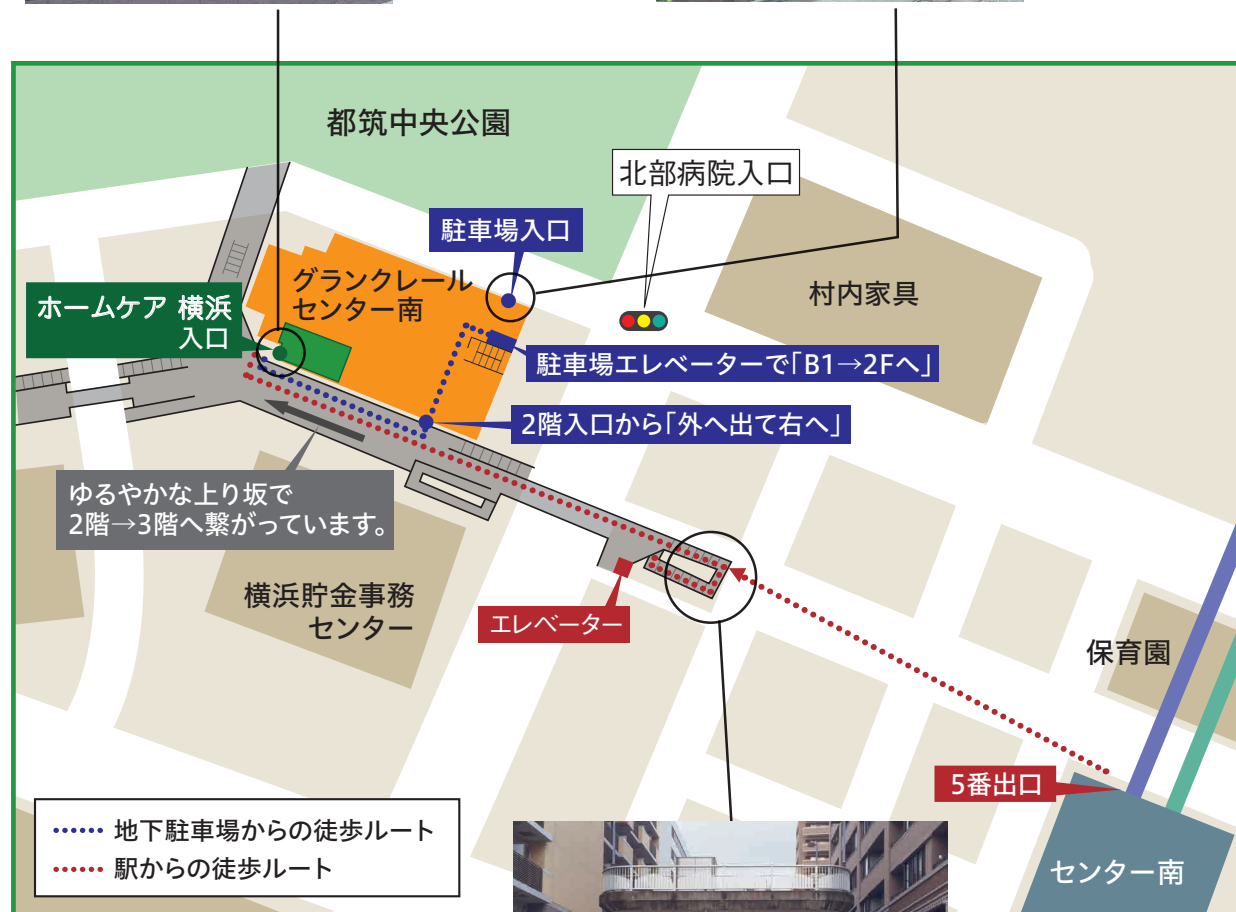 都筑中央公園
北部病院入口
駐車場入口
グランクレール
センター南
村内家具
ホームケア 横浜
入口
駐車場エレベーターで「B1→2Fへ」
2階入口から「外へ出て右へ」
ゆるやかな上り坂で
2階→3階へ繋がっています。
横浜貯金事務
センター
エレベーター
保育園
5番出口
センター南
地下駐車場からの徒歩ルート
駅からの徒歩ルート